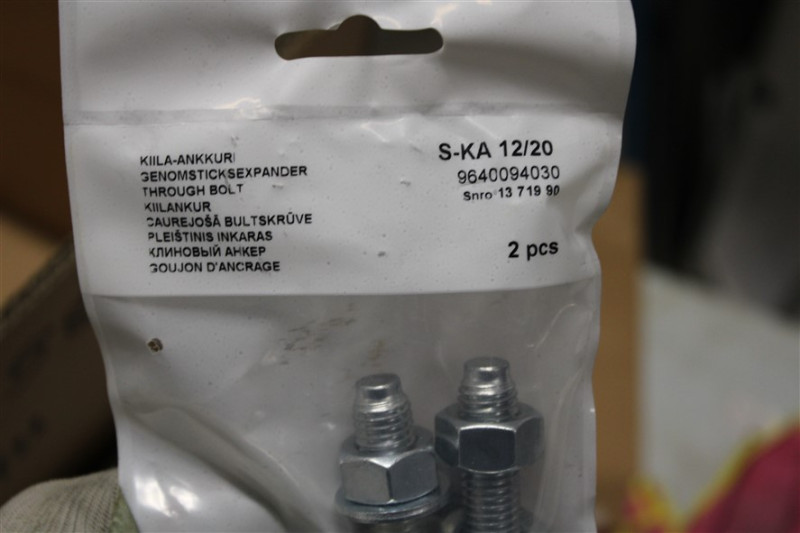 KIILA-ANKKURI
GENOMSTICKSEXPANDER
THROUGH BOLT
KIILANKUR
CAUREJOŠĀ BULTSKRŪVE
PLEIŠTINIS INKARAS
КЛИНОВЫЙ АНКЕР
GOUJON D'ANCRAGE
S-KA 12/20
9640094030
Snro 13 719 90
2 pcs